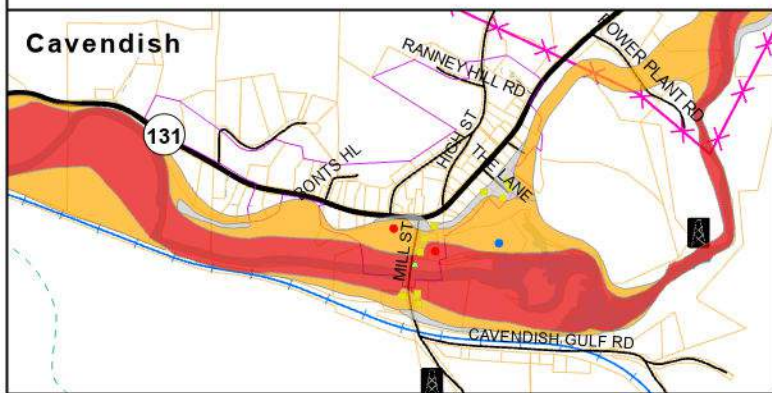 Cavendish
RANNEY HILL RD
POWER PLANT RD
131
PONTS HL
HIGH ST
THE LANE
MILL ST
CAVENDISH GULF RD